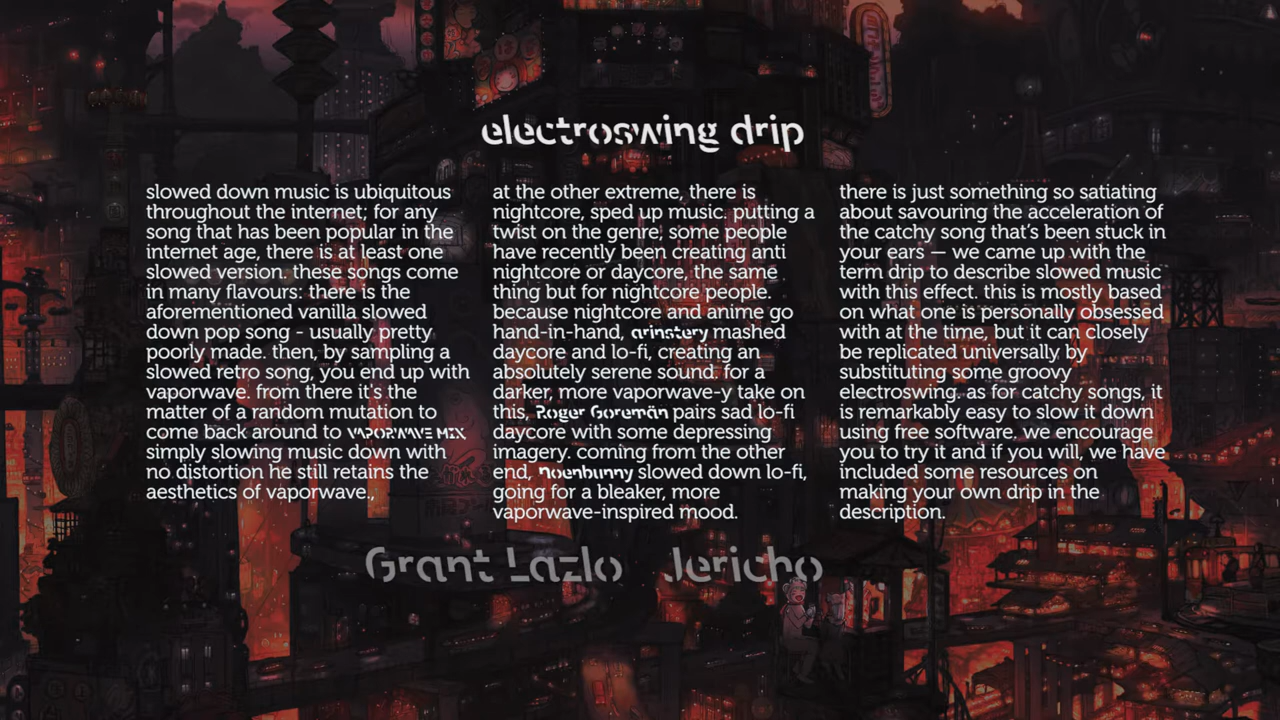 electroswing drip
slowed down music is ubiquitous
throughout the internet; for any
song that has been popular in the
internet age, there is at least one
slowed version. these songs come
in many flavours: there is the
aforementioned vanilla slowed
down pop song - usually pretty
poorly made. then, by sampling a
slowed retro song, you end up with
vaporwave. from there it's the
matter of a random mutation to
come back around to VAPORWAVE MIX
simply slowing music down with
no distortion he still retains the
aesthetics of vaporwave.,
at the other extreme, there is
nightcore, sped up music. putting a
twist on the genre, some people
have recently been creating anti
nightcore or daycore, the same
thing but for nightcore people.
because nightcore and anime go
hand-in-hand, arinstery mashed
daycore and lo-fi, creating an
absolutely serene sound. for a
darker, more vaporwave-y take on
this, Roger Goremän pairs sad lo-fi
daycore with some depressing
imagery. coming from the other
end, noenbunny slowed down lo-fi,
going for a bleaker, more
vaporwave-inspired mood.
there is just something so satiating
about savouring the acceleration of
the catchy song that's been stuck in
your ears — we came up with the
term drip to describe slowed music
with this effect. this is mostly based
on what one is personally obsessed
with at the time, but it can closely
be replicated universally by
substituting some groovy
electroswing. as for catchy songs, it
is remarkably easy to slow it down
using free software. we encourage
you to try it and if you will, we have
included some resources on
making your own drip in the
description.
Grant Lazlo Jericho